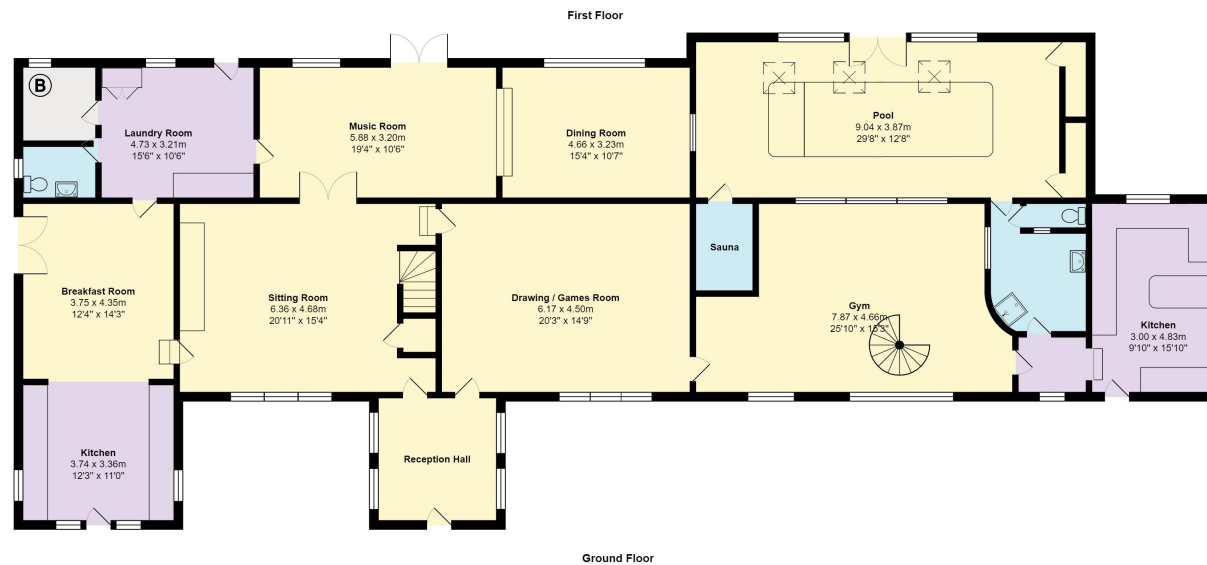 First Floor
B
Laundry Room
4.73 x 3.21m
15'6" x 10'6"
Music Room
5.88 x 3.20m
19'4" x 10'6"
Dining Room
4.66 x 3.23m
15'4" x 10'7"
Pool
9.04 x 3.87m
29'8" x 12'8"
Sauna
Breakfast Room
3.75 x 4.35m
12'4" x 14'3"
Sitting Room
6.36 x 4.68m
20'11" x 15'4"
Drawing / Games Room
6.17 x 4.50m
20'3" x 14'9"
Gym
7.87 x 4.66m
25'10" x 15'3"
Kitchen
3.00 x 4.83m
9'10" x 15'10"
Kitchen
3.74 x 3.36m
12'3" x 11'0"
Reception Hall
Ground Floor